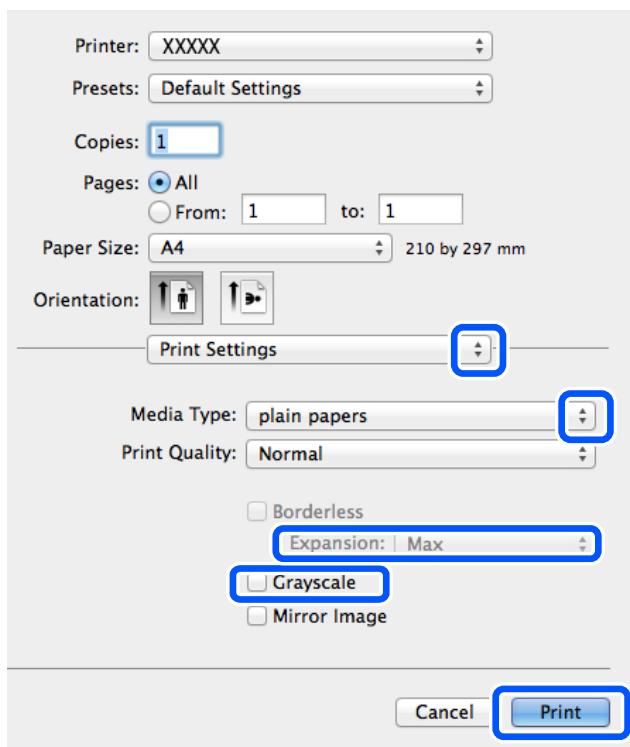 Printer: XXXXX
Presets: Default Settings
Copies: 1
Pages: All
From: 1 to: 1
Paper Size: A4 210 by 297 mm
Orientation:
Print Settings
Media Type: plain papers
Print Quality: Normal
Borderless
Expansion: Max
Grayscale
Mirror Image
Cancel Print